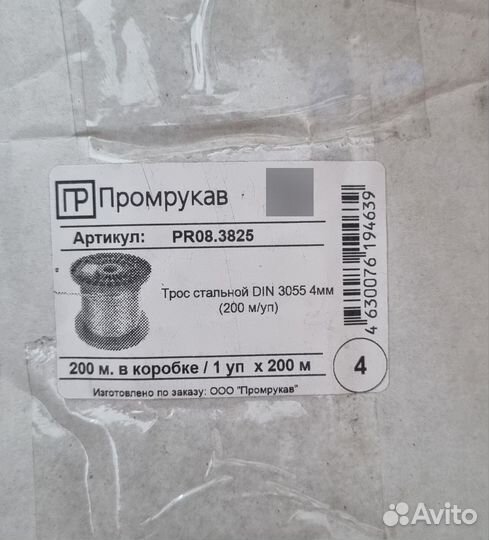 ПР Промрукав
Артикул: PR08.3825
Трос стальной DIN 3055 4мм
(200 м/уп)
200 м. в коробке / 1 уп х 200 м
4
Изготовлено по заказу: ООО "Промрукав"
4 630076 194639
Avito